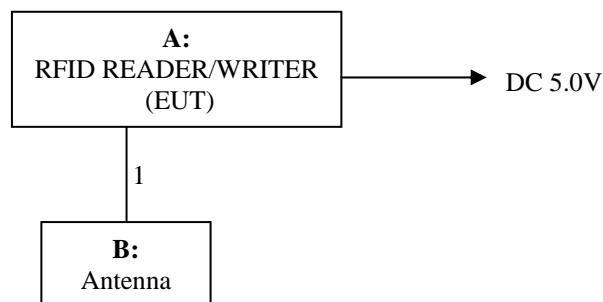 A:
RFID READER/WRITER
(EUT)
DC 5.0V
1
B:
Antenna